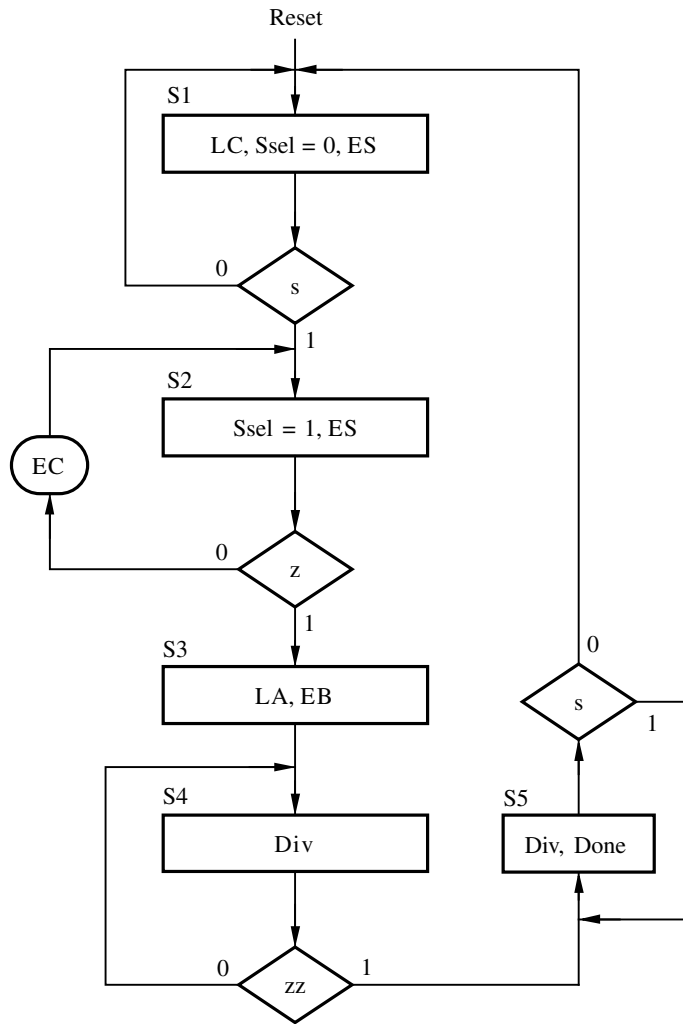 Reset
S1
LC, Ssel = 0, ES
0
s
1
S2
Ssel = 1, ES
EC
0
z
1
S3
LA, EB
0
s
1
S4
Div
S5
Div, Done
0
zz
1